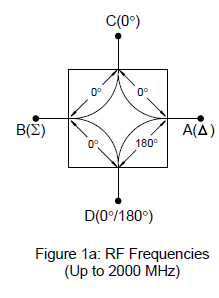 C(0°)
0° 0°
B(Σ) A(Δ)
0° 180°
D(0°/180°)
Figure 1a: RF Frequencies
(Up to 2000 MHz)